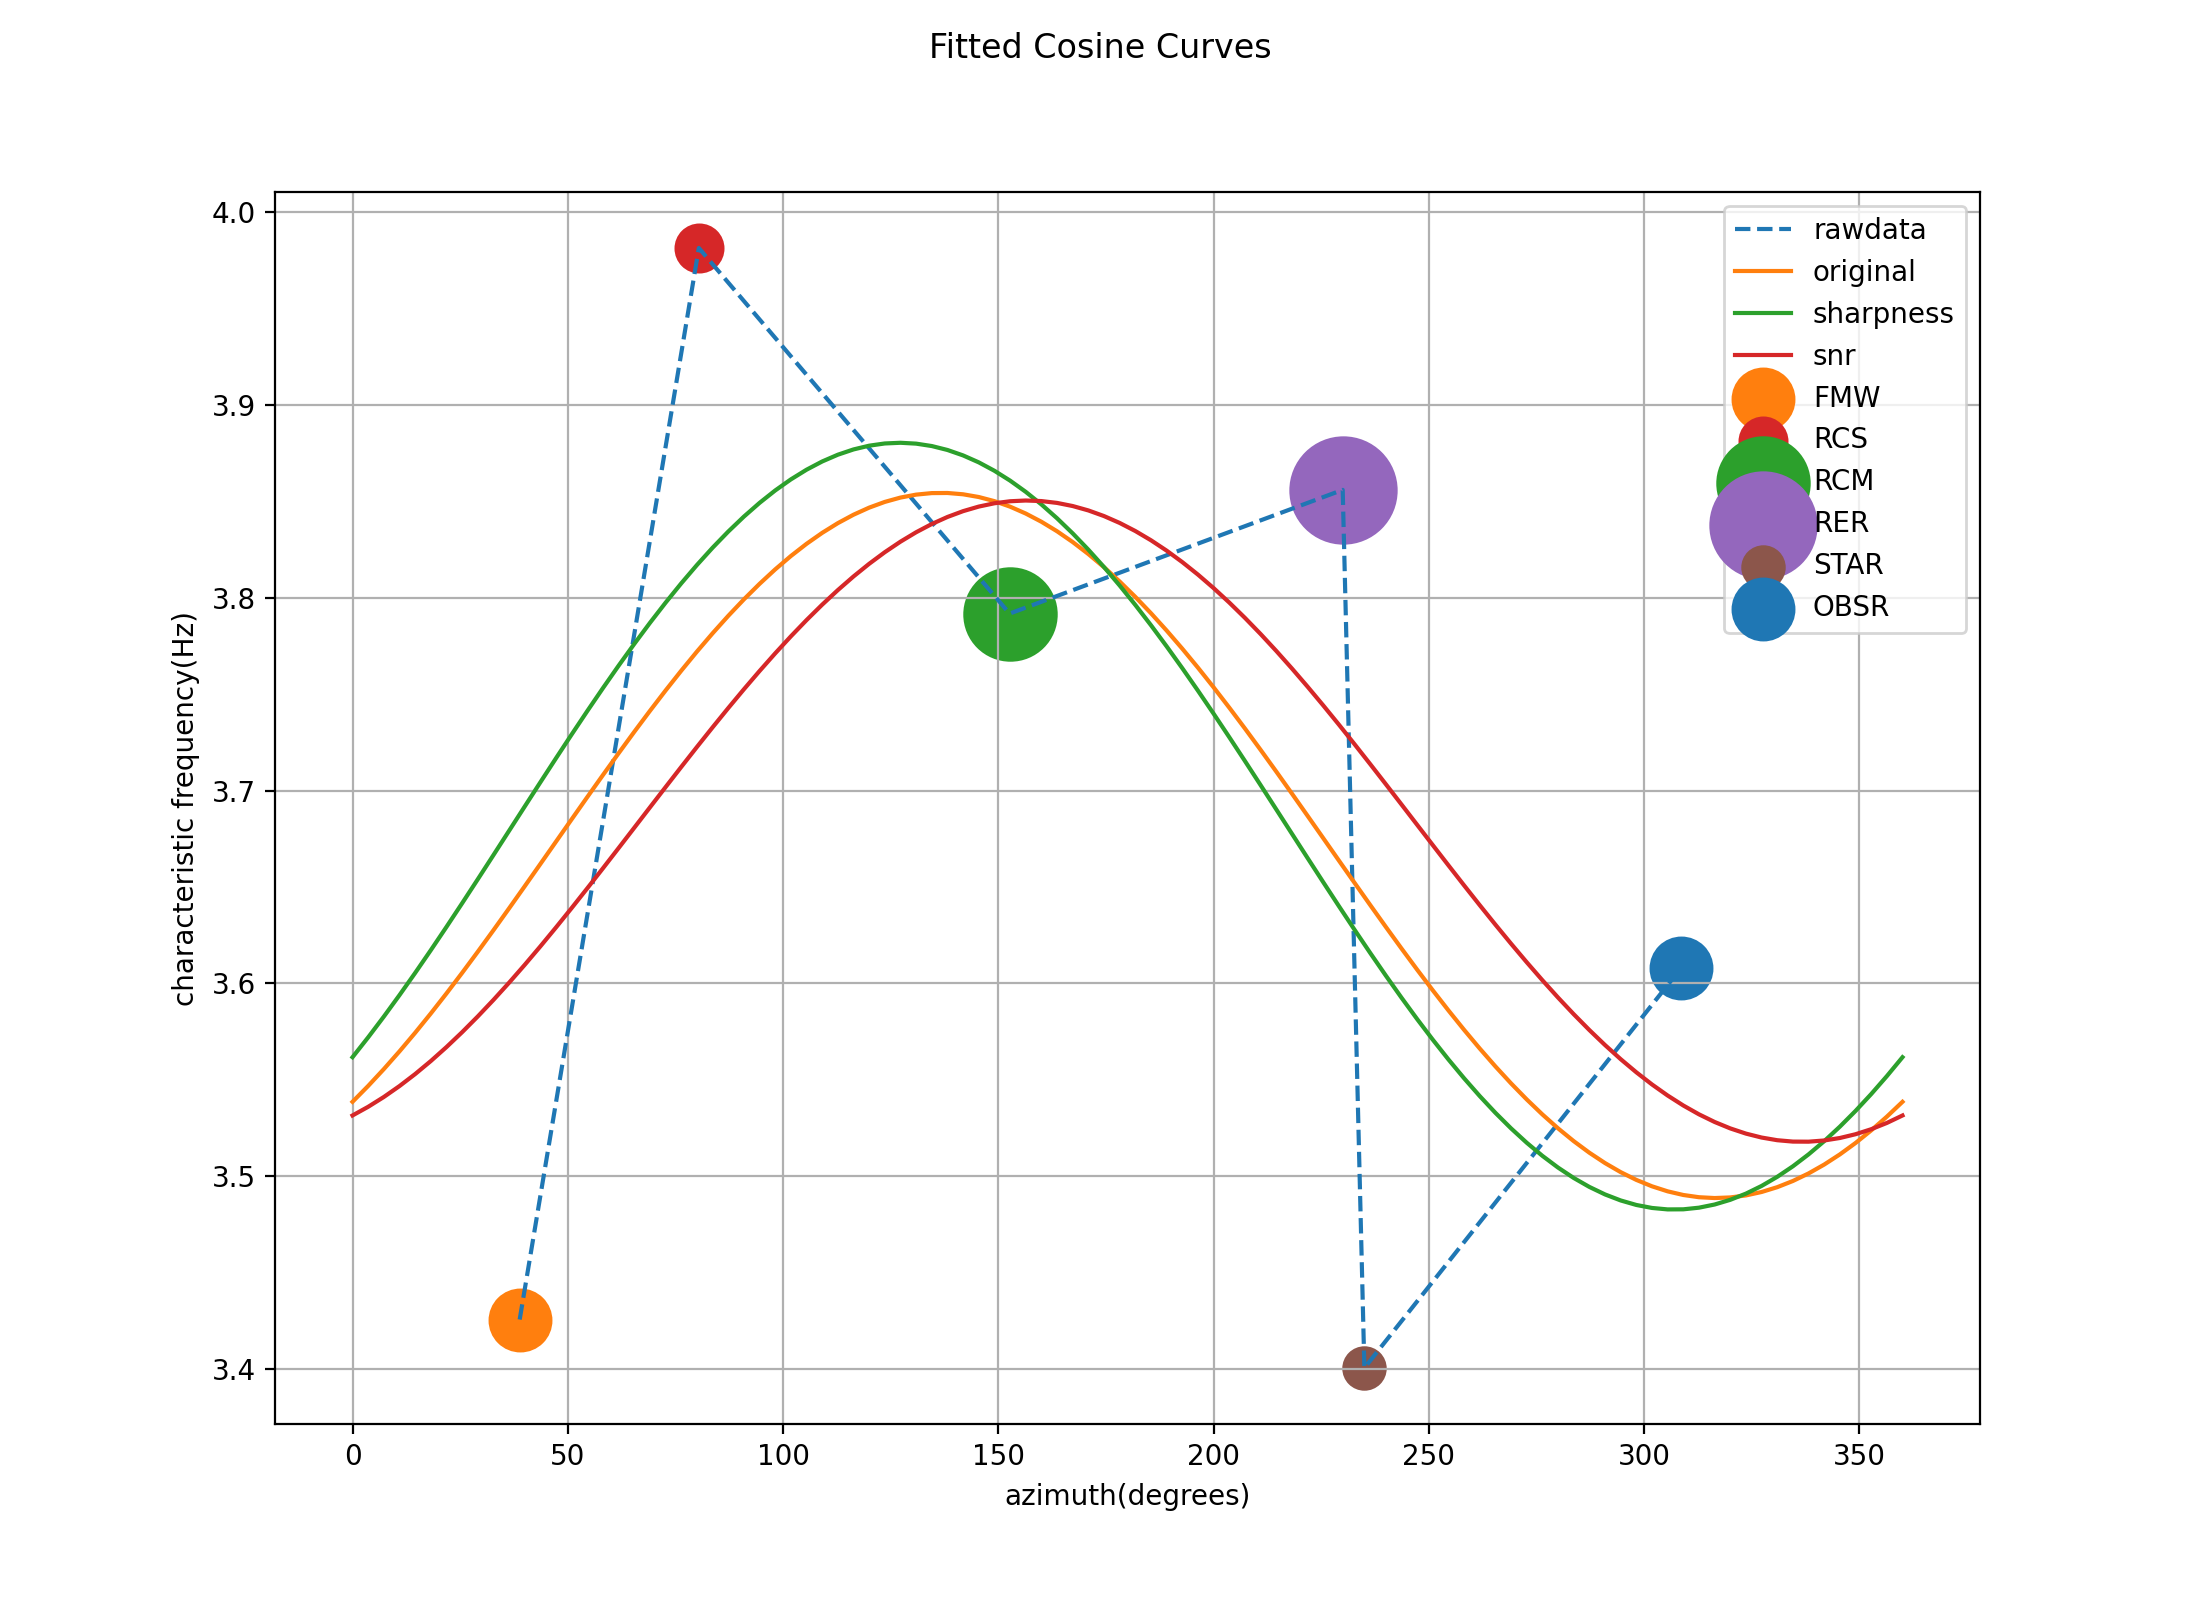 Fitted Cosine Curves
4.0
3.9
3.8
3.7
3.6
3.5
3.4
characteristic frequency(Hz)
0 50 100 150 200 250 300 350
azimuth(degrees)
rawdata
original
sharpness
snr
FMW
RCS
RCM
RER
STAR
OBSR